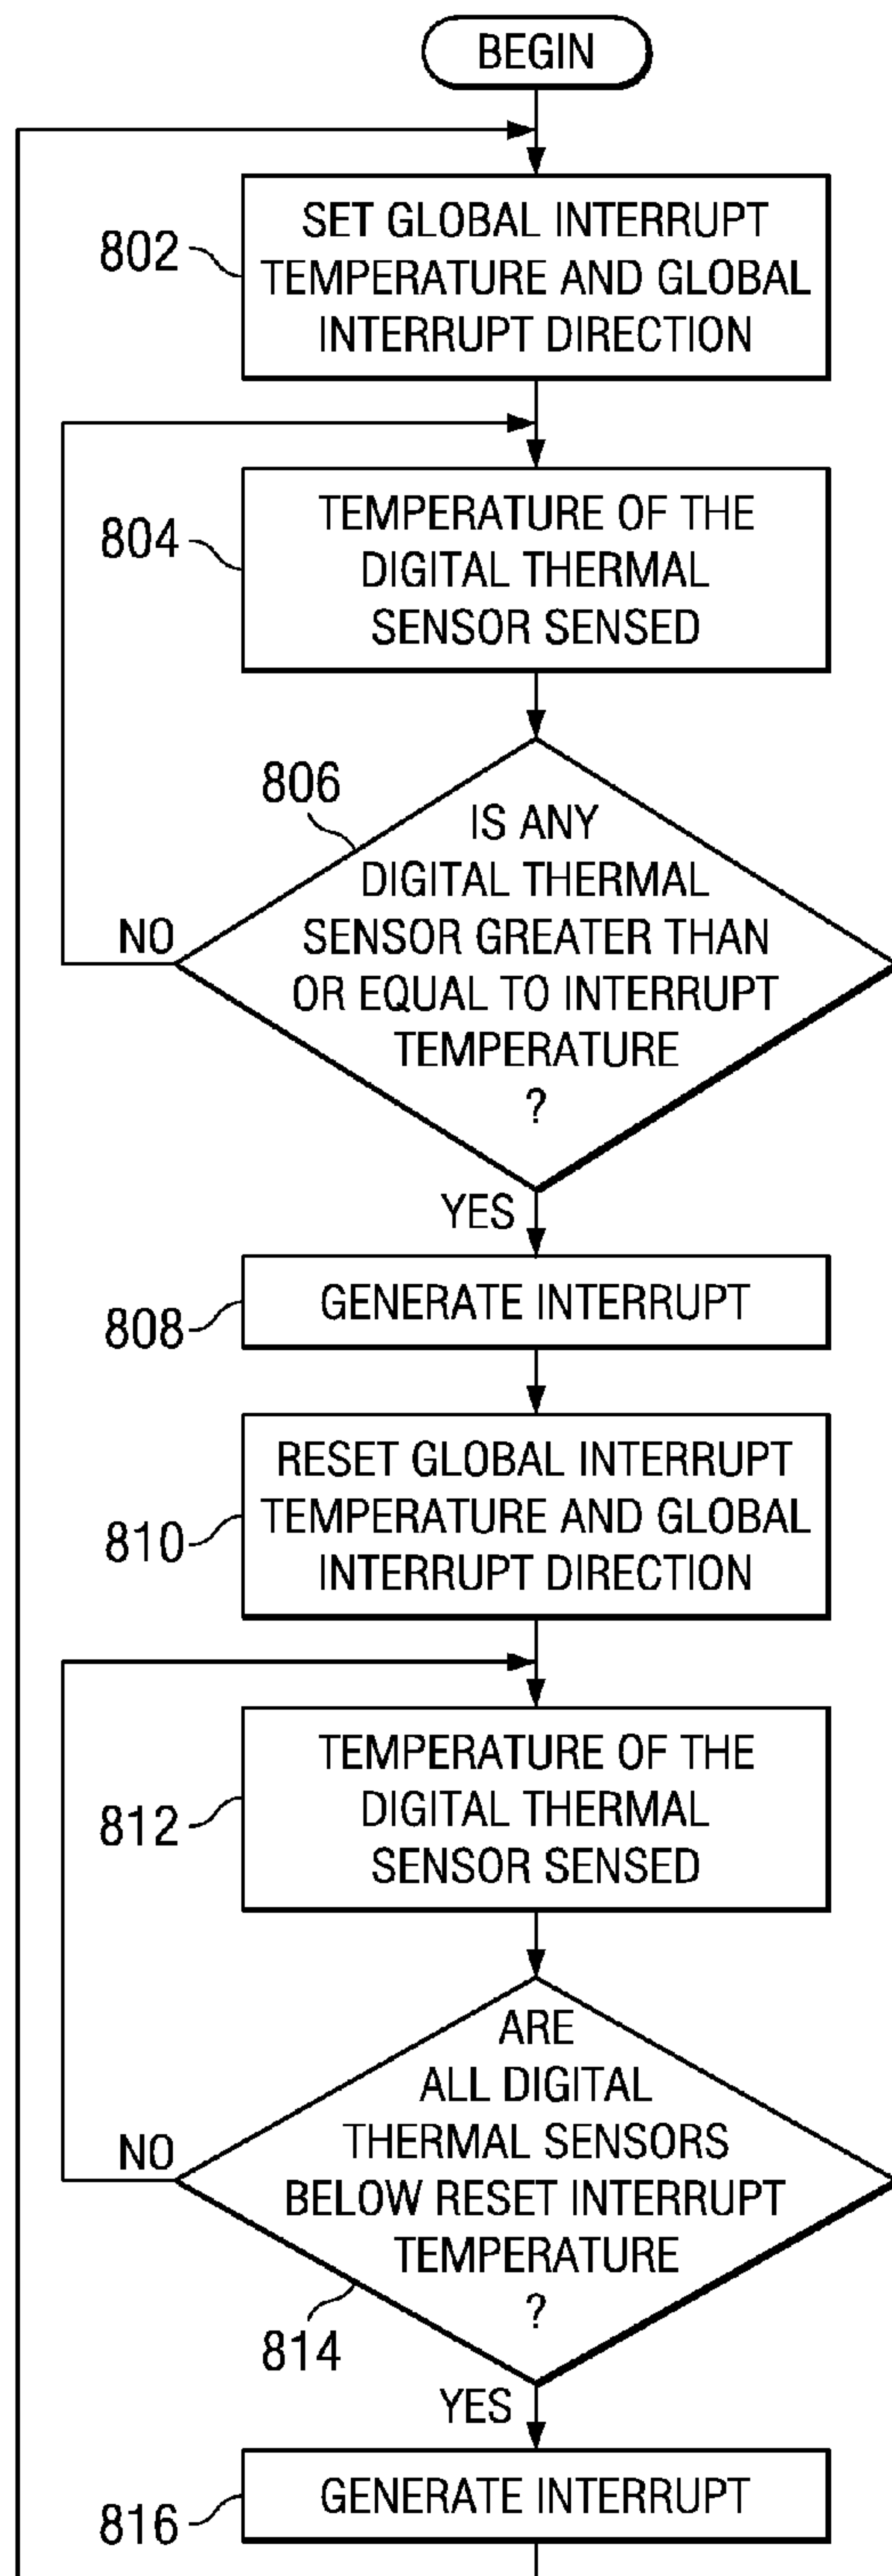 BEGIN
802
SET GLOBAL INTERRUPT
TEMPERATURE AND GLOBAL
INTERRUPT DIRECTION
804
TEMPERATURE OF THE
DIGITAL THERMAL
SENSOR SENSED
806
IS ANY
DIGITAL THERMAL
SENSOR GREATER THAN
OR EQUAL TO INTERRUPT
TEMPERATURE
?
NO
YES
808
GENERATE INTERRUPT
810
RESET GLOBAL INTERRUPT
TEMPERATURE AND GLOBAL
INTERRUPT DIRECTION
812
TEMPERATURE OF THE
DIGITAL THERMAL
SENSOR SENSED
ARE
ALL DIGITAL
THERMAL SENSORS
BELOW RESET INTERRUPT
TEMPERATURE
?
NO
814
YES
816
GENERATE INTERRUPT